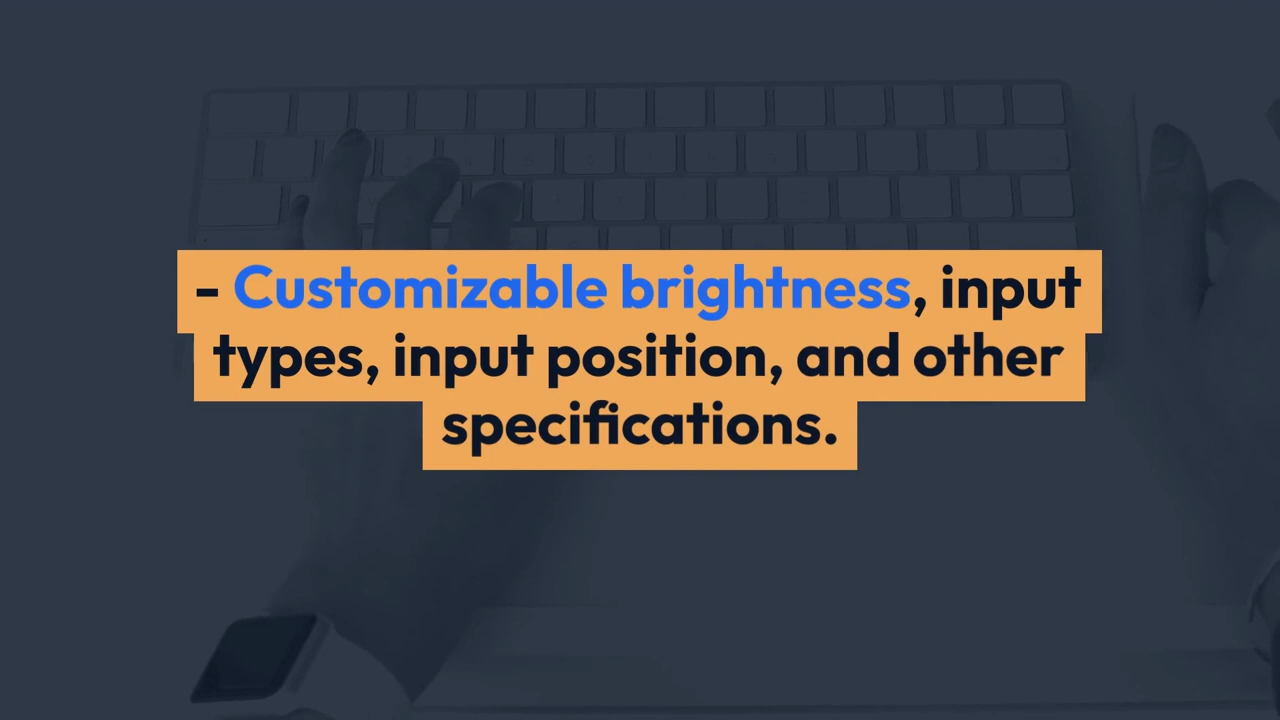 - Customizable brightness, input
types, input position, and other
specifications.